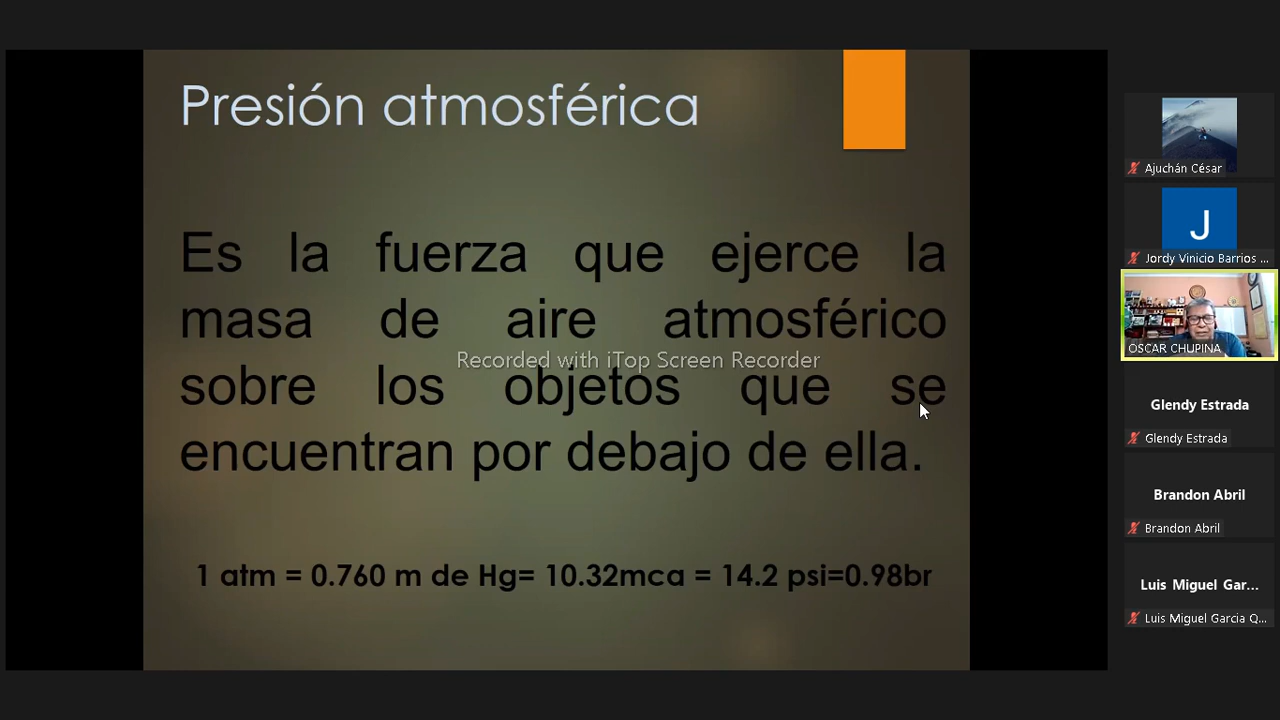 Presión atmosférica
Es la fuerza que ejerce la
masa de aire atmosférico
Recorded with iTop Screen Recorder
sobre los objetos que se
encuentran por debajo de ella.
1 atm = 0.760 m de Hg= 10.32mca = 14.2 psi=0.98br
Ajuchán César
J
Jordy Vinicio Barrios ...
OSCAR CHUPINA
Glendy Estrada
Glendy Estrada
Brandon Abril
Brandon Abril
Luis Miguel Gar...
Luis Miguel Garcia Q...